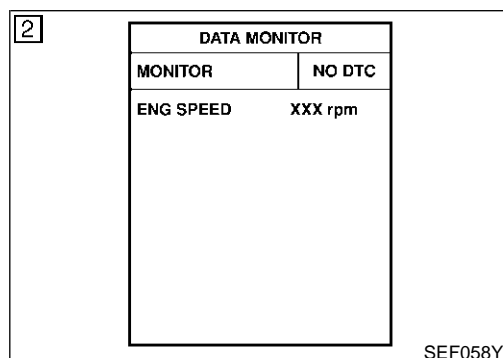 2
DATA MONITOR
MONITOR NO DTC
ENG SPEED XXX rpm
SEF058Y